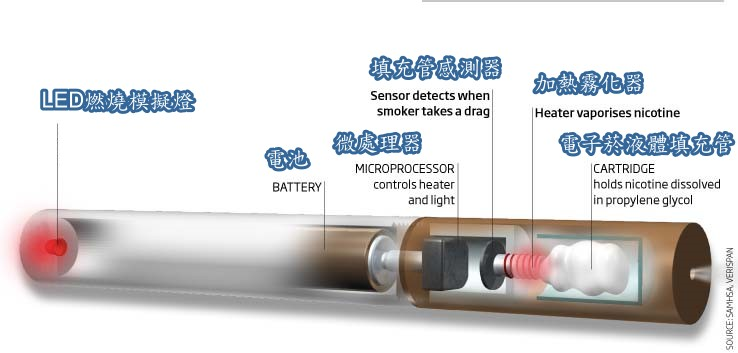 LED燃燒模擬燈
電池
BATTERY
微處理器
MICROPROCESSOR
controls heater
and light
填充管感測器
Sensor detects when
smoker takes a drag
加熱霧化器
Heater vaporises nicotine
電子菸液體填充管
CARTRIDGE
holds nicotine dissolved
in propylene glycol
SOURCE: SAMHSA, VERISPAN